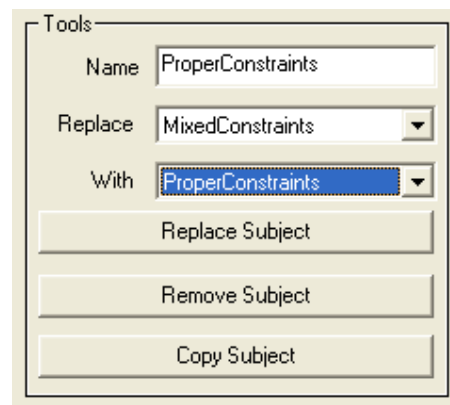 Tools
Name ProperConstraints
Replace MixedConstraints
With ProperConstraints
Replace Subject
Remove Subject
Copy Subject